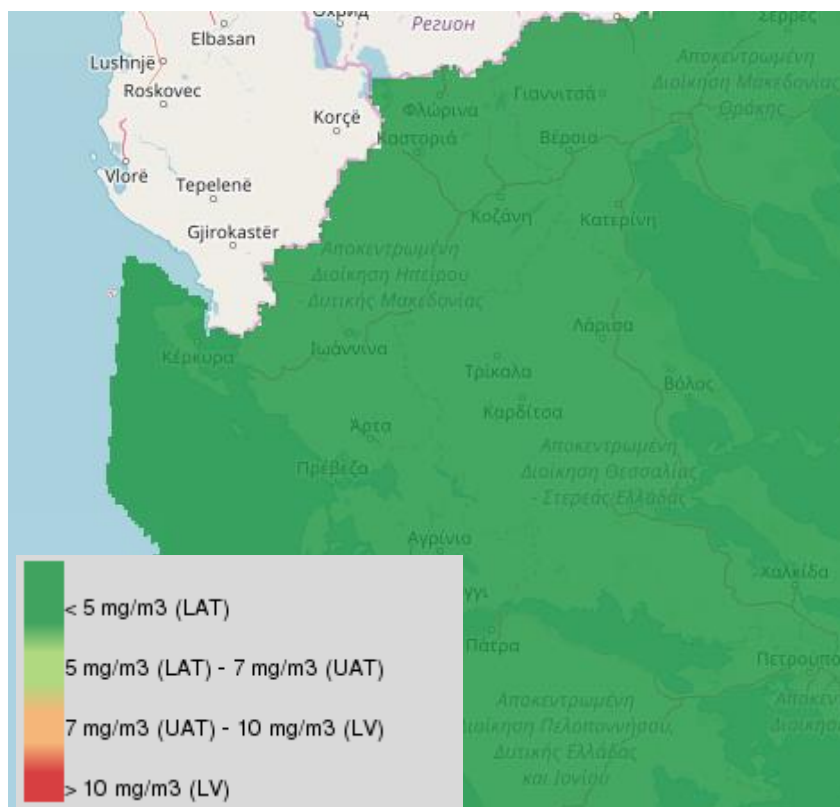 Охрид
Регион
Σέρρες
Elbasan
Αποκεντρωμένη
Διοίκηση Μακεδονίας
Θράκης
Lushnjë
Roskovec
Φλώρινα
Γιαννιτσά
Korçë
Καστοριά
Βέροια
Vlorë
Tepelenë
Κοζάνη
Κατερίνη
Gjirokastër
Αποκεντρωμένη
Διοίκηση Ηπείρου
- Δυτικής Μακεδονίας
Λάρισα
Κέρκυρα
Ιωάννινα
Τρίκαλα
Βόλος
Καρδίτσα
Άρτα
Αποκεντρωμένη
Διοίκηση Θεσσαλίας
- Στερεάς Ελλάδας
Πρέβεζα
Αγρίνιο
Χαλκίδα
Πάτρα
Αποκεντρωμένη
Διοίκηση Πελοποννήσου,
Δυτικής Ελλάδας
και Ιονίου
< 5 mg/m3 (LAT)
5 mg/m3 (LAT) - 7 mg/m3 (UAT)
7 mg/m3 (UAT) - 10 mg/m3 (LV)
> 10 mg/m3 (LV)